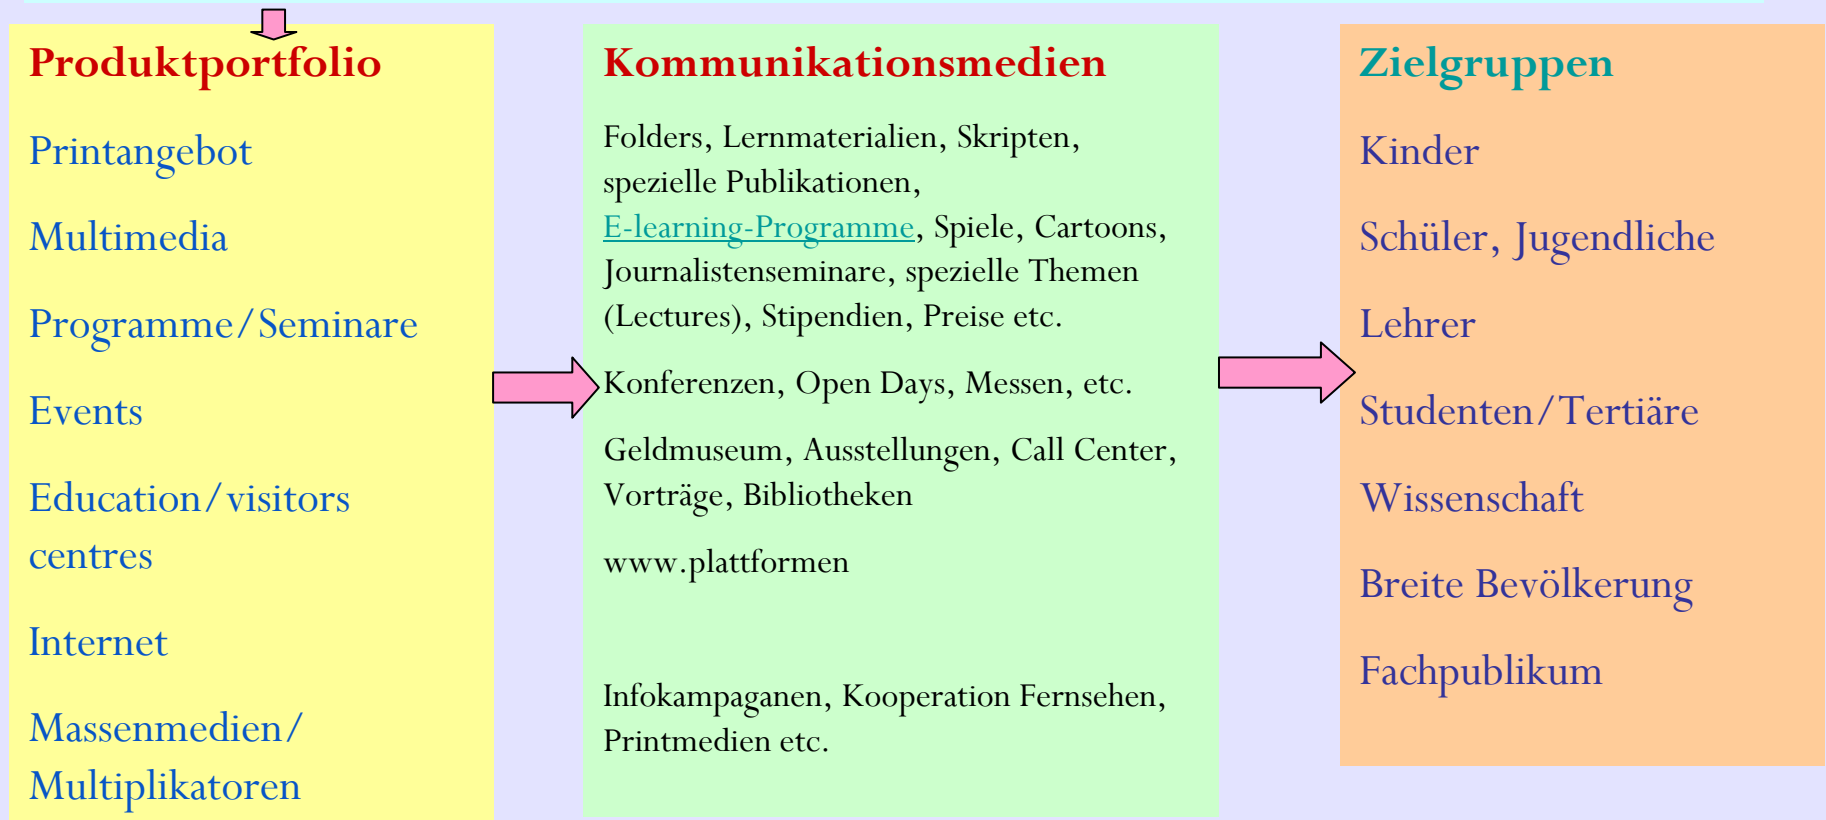 Produktportfolio
Printangebot
Multimedia
Programme/Seminare
Events
Education/visitors
centres
Internet
Massenmedien/
Multiplikatoren
Kommunikationsmedien
Folders, Lernmaterialien, Skripten,
spezielle Publikationen,
E-learning-Programme, Spiele, Cartoons,
Journalistenseminare, spezielle Themen
(Lectures), Stipendien, Preise etc.
Konferenzen, Open Days, Messen, etc.
Geldmuseum, Ausstellungen, Call Center,
Vorträge, Bibliotheken
www.plattformen
Infokampaganen, Kooperation Fernsehen,
Printmedien etc.
Zielgruppen
Kinder
Schüler, Jugendliche
Lehrer
Studenten/Tertiäre
Wissenschaft
Breite Bevölkerung
Fachpublikum